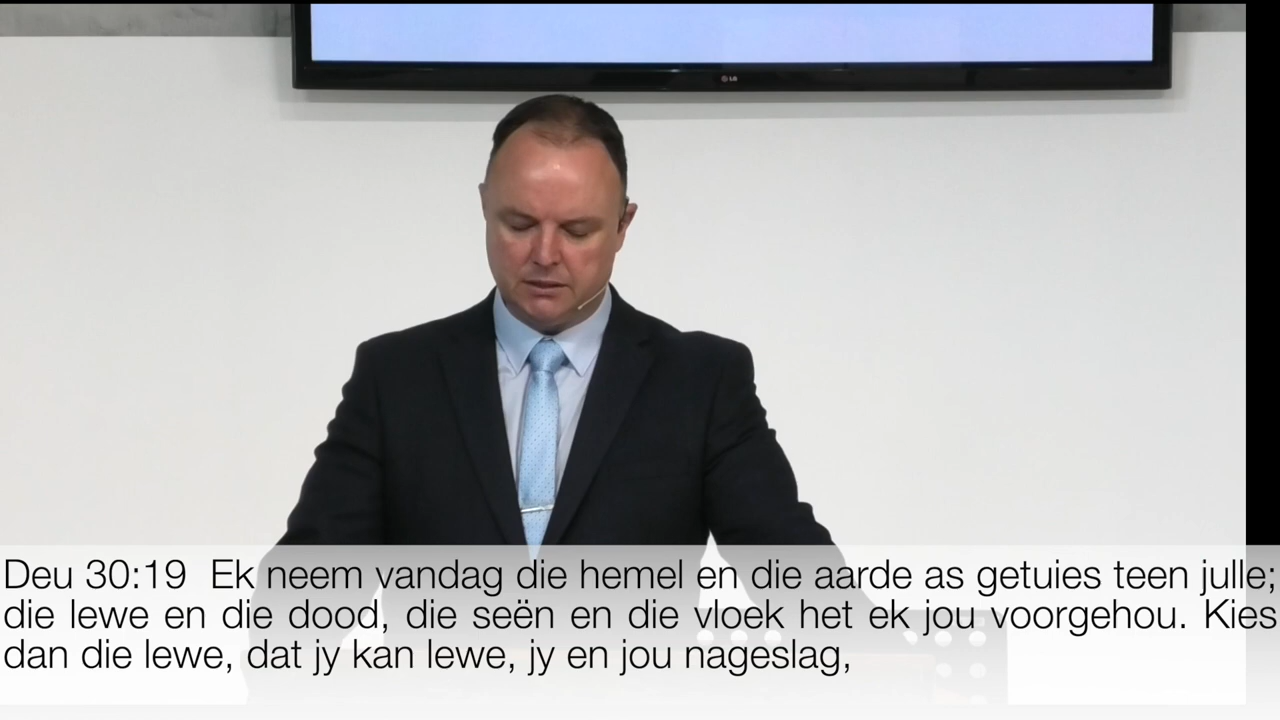 LG
Deu 30:19 Ek neem vandag die hemel en die aarde as getuies teen julle;
die lewe en die dood, die seën en die vloek het ek jou voorgehou. Kies
dan die lewe, dat jy kan lewe, jy en jou nageslag,